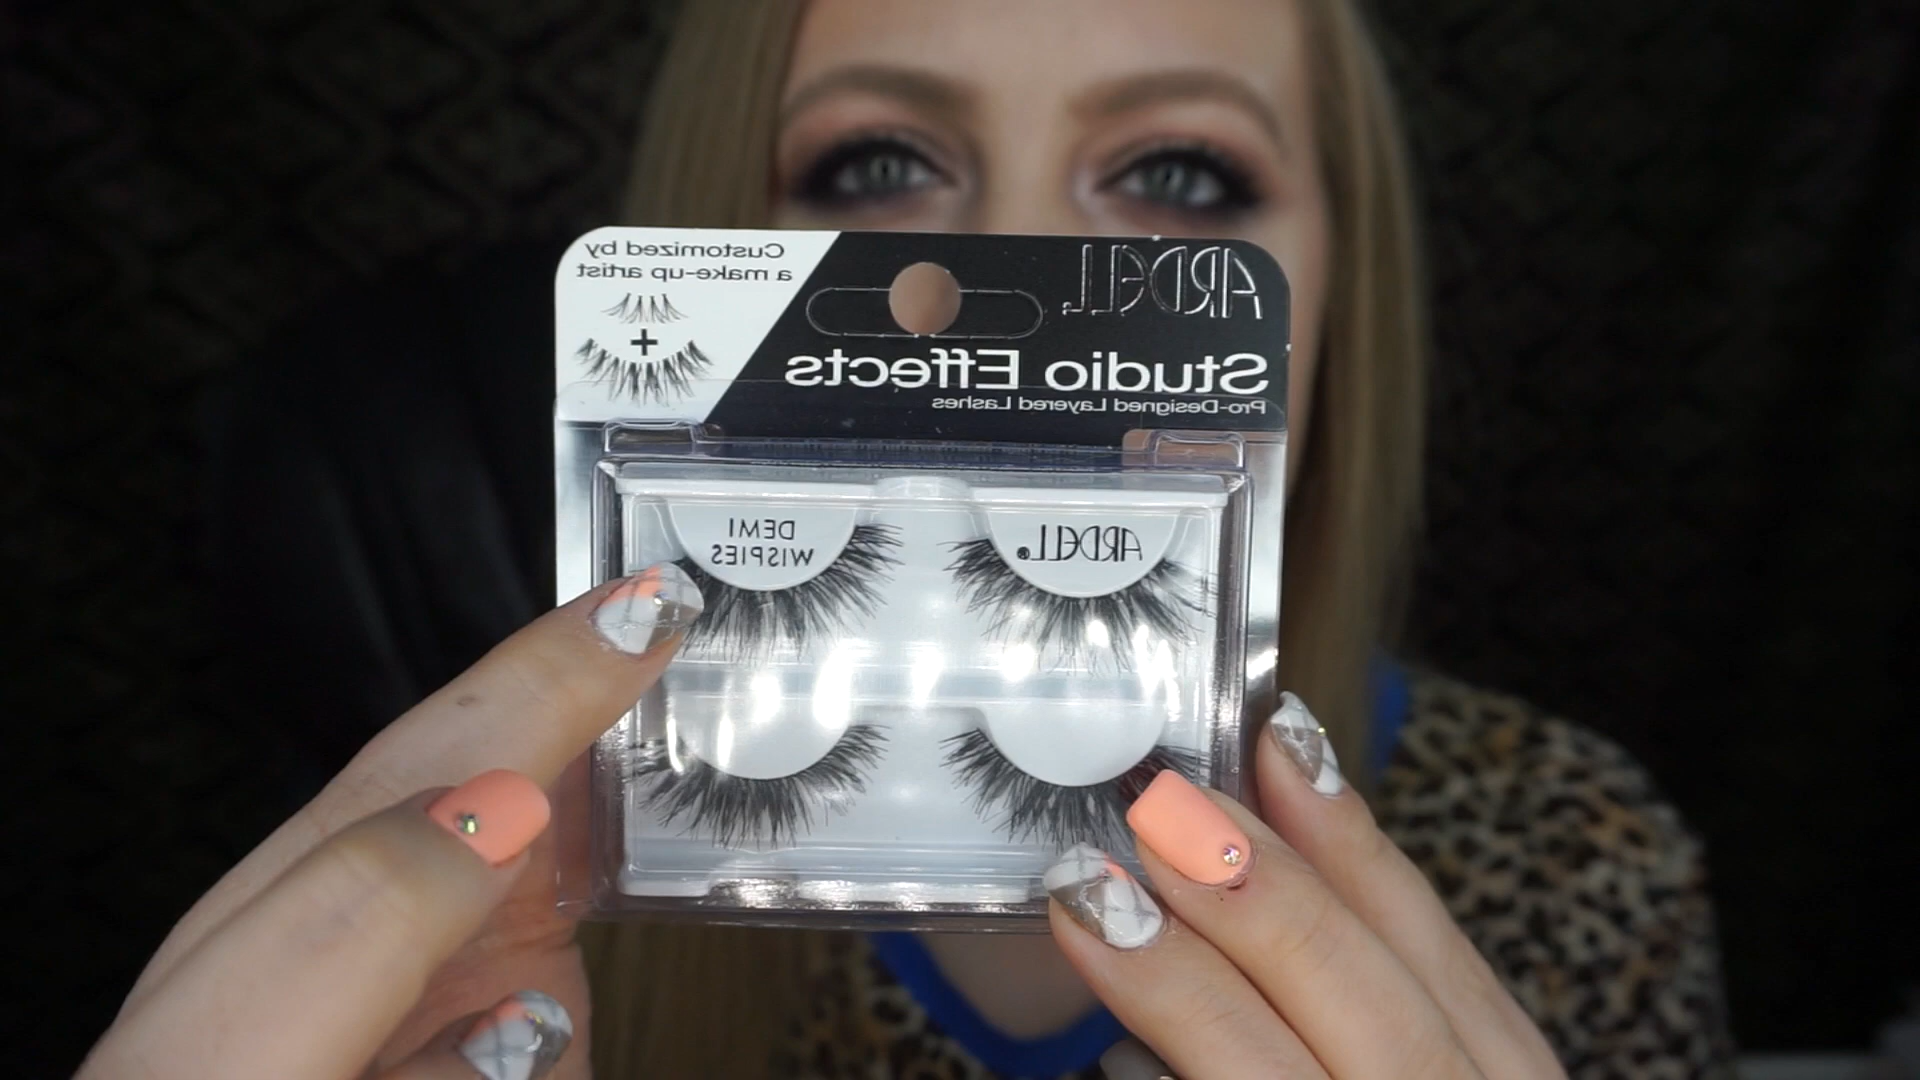 ARDELL
Studio Effects
Pro-Designed Layered Lashes
Customized by
a make-up artist
+
ARDELL
DEMI
WISPIES